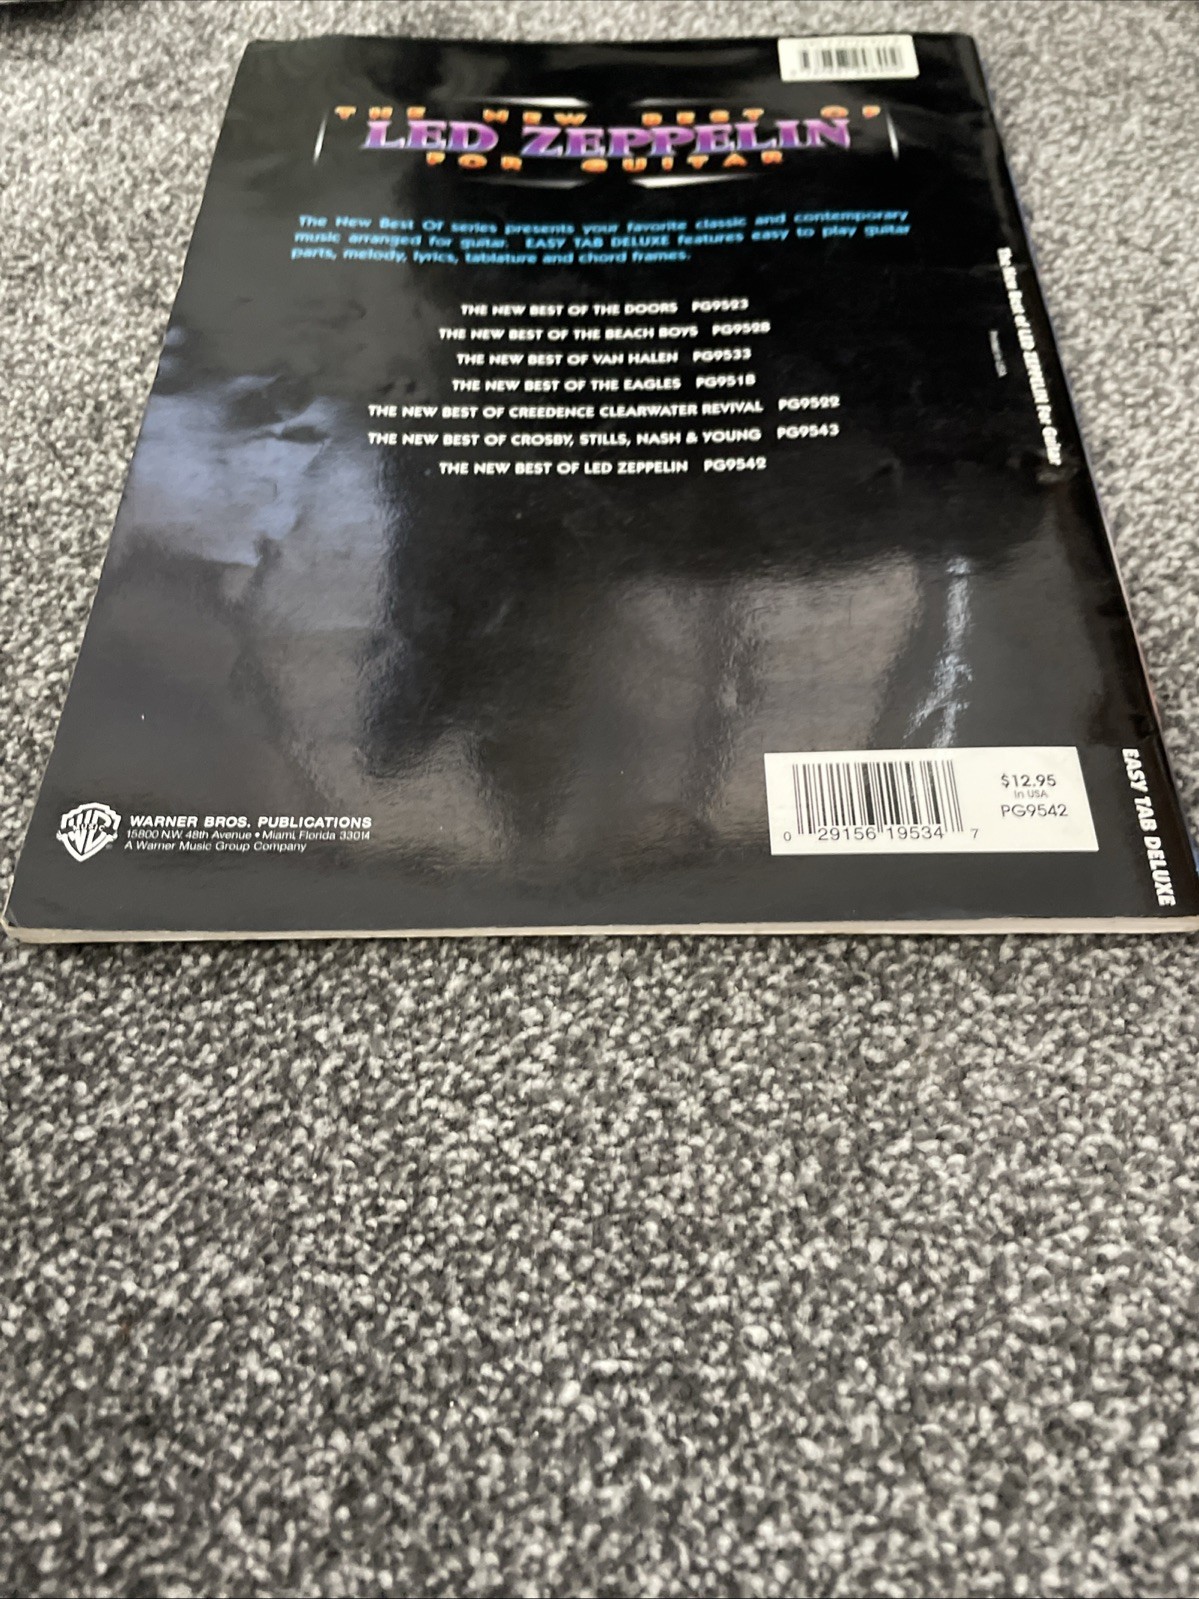 THE NEW BEST OF
LED ZEPPELIN
FOR GUITAR
The New Best Of series presents your favorite classic and contemporary
music arranged for guitar. EASY TAB DELUXE features easy to play guitar
parts, melody, lyrics, tablature and chord frames.
THE NEW BEST OF THE DOORS PG9523
THE NEW BEST OF THE BEACH BOYS PG9528
THE NEW BEST OF VAN HALEN PG9533
THE NEW BEST OF THE EAGLES PG9518
THE NEW BEST OF CREEDENCE CLEARWATER REVIVAL PG9522
THE NEW BEST OF CROSBY, STILLS, NASH & YOUNG PG9543
THE NEW BEST OF LED ZEPPELIN PG9542
The New Best of LED ZEPPELIN For Guitar
EASY TAB DELUXE
WARNER BROS. PUBLICATIONS
15800 N.W. 48th Avenue • Miami, Florida 33014
A Warner Music Group Company
$12.95
in USA
PG9542
0 29156 19534 7